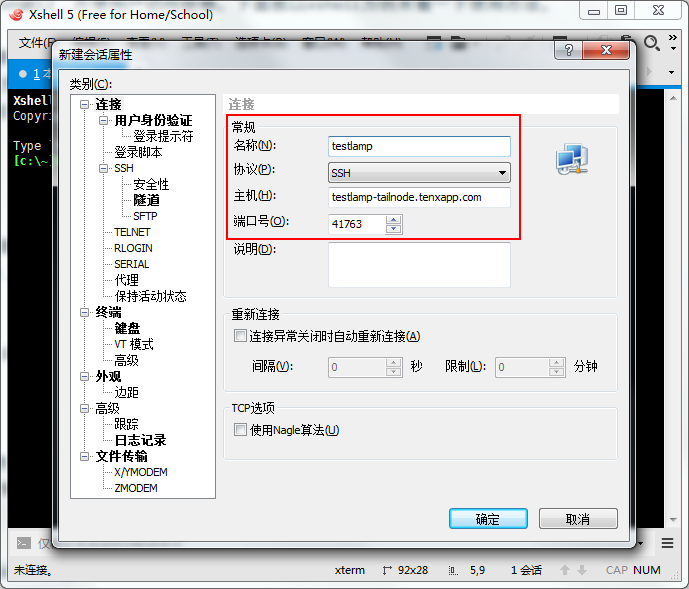 Xshell 5 (Free for Home/School)
新建会话属性
类别(C):
连接
用户身份验证
登录提示符
登录脚本
SSH
安全性
隧道
SFTP
TELNET
RLOGIN
SERIAL
代理
保持活动状态
终端
键盘
VT 模式
高级
外观
边距
高级
跟踪
日志记录
文件传输
X/YMODEM
ZMODEM
连接
常规
名称(N): testlamp
协议(P): SSH
主机(H): testlamp-tailnode.tenxapp.com
端口号(O): 41763
说明(D):
重新连接
连接异常关闭时自动重新连接(A)
间隔(V): 0 秒 限制(L): 0 分钟
TCP选项
使用Nagle算法(U)
确定 取消
Xshell
Copyri
Type
[c:\~]
未连接。 xterm 92x28 5,9 1 会话 CAP NUM